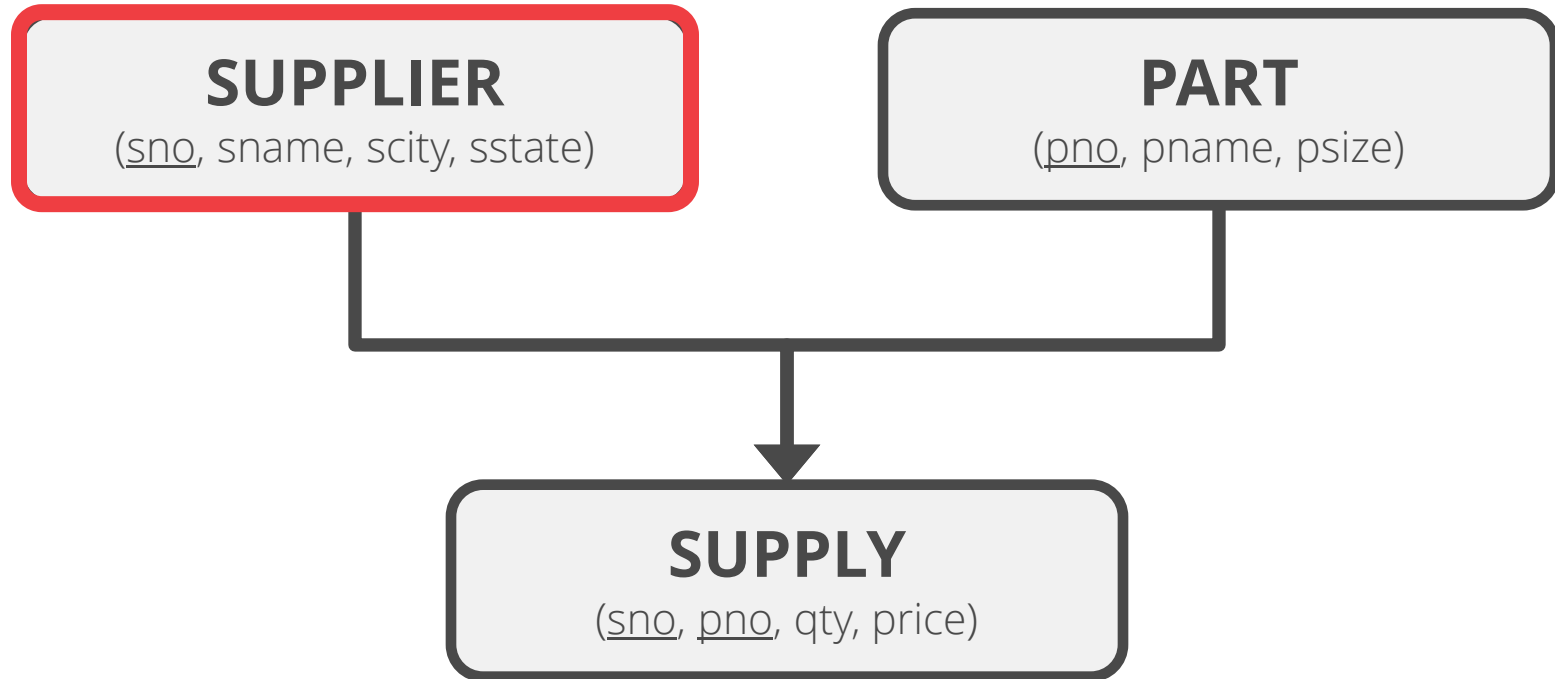 SUPPLIER
(sno, sname, scity, sstate)
PART
(pno, pname, psize)
SUPPLY
(sno, pno, qty, price)